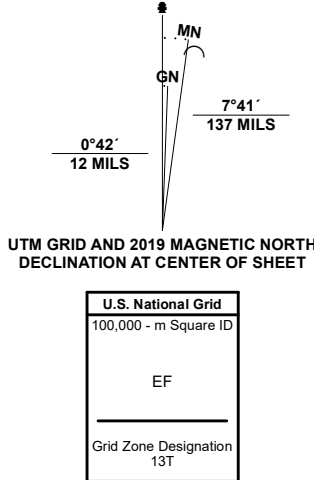 MN
GN
7°41´
137 MILS
0°42´
12 MILS
UTM GRID AND 2019 MAGNETIC NORTH
DECLINATION AT CENTER OF SHEET
U.S. National Grid
100,000 - m Square ID
EF
Grid Zone Designation
13T